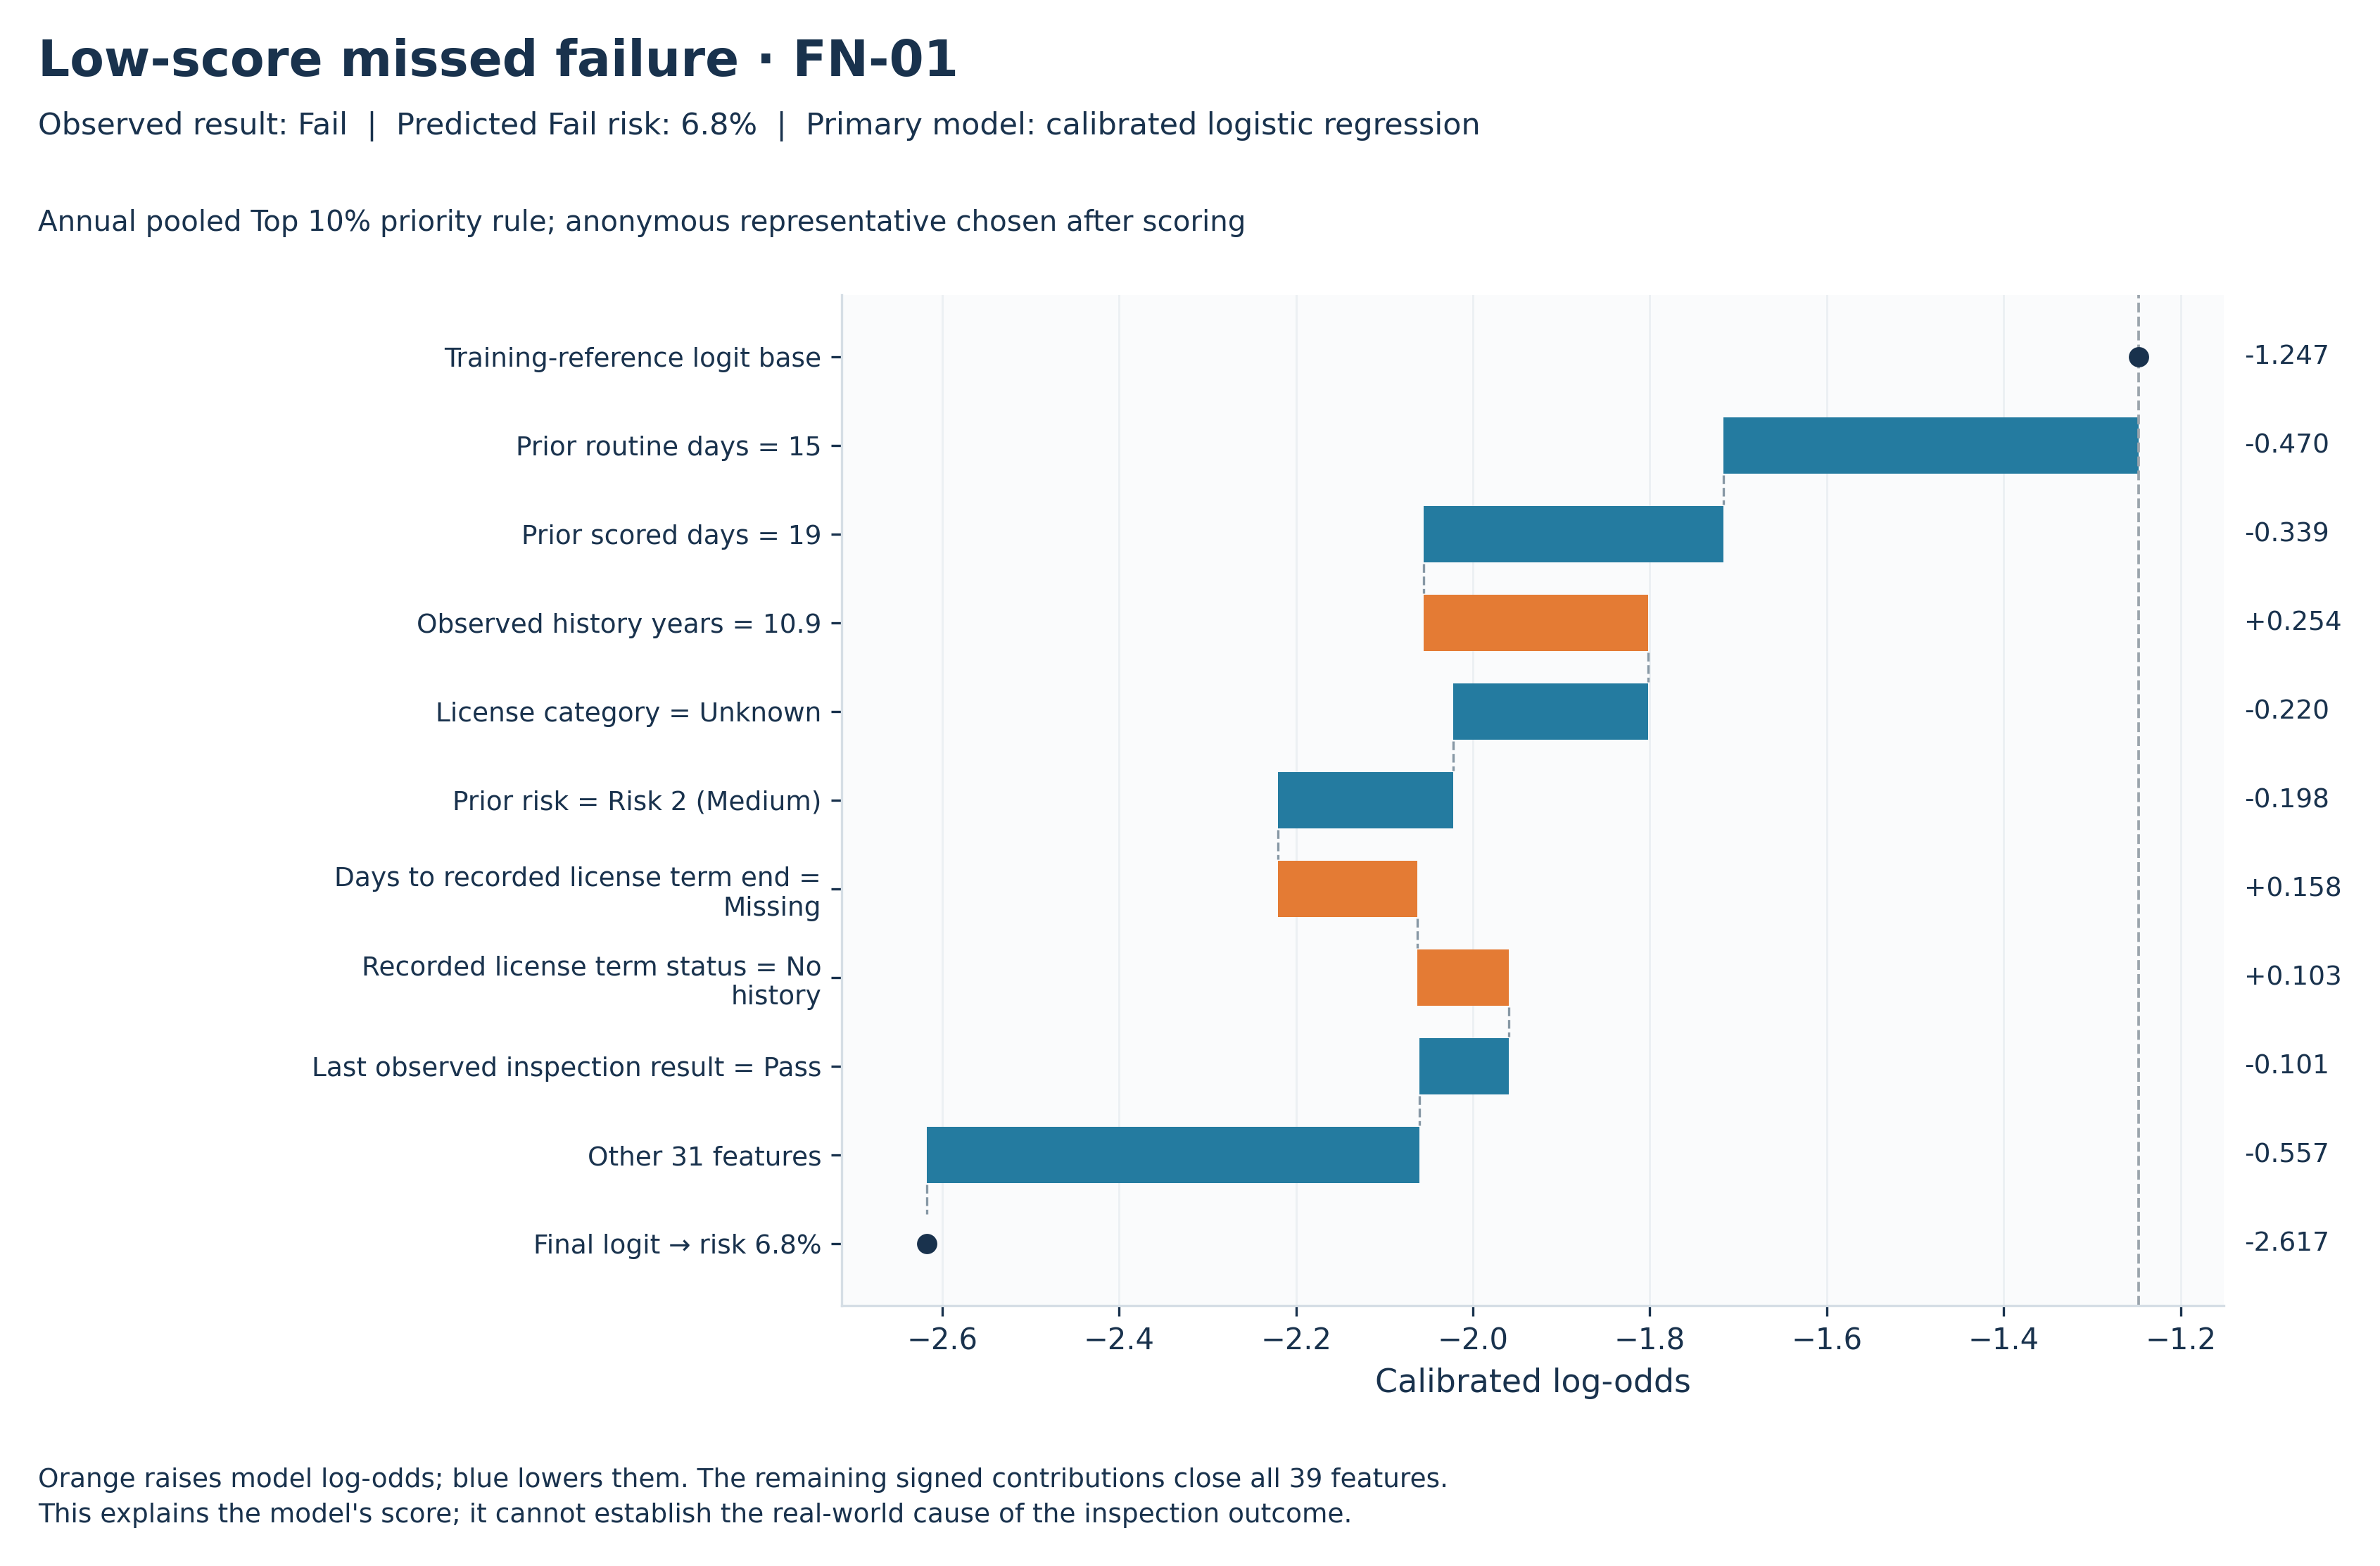 Low-score missed failure · FN-01
Observed result: Fail | Predicted Fail risk: 6.8% | Primary model: calibrated logistic regression
Annual pooled Top 10% priority rule; anonymous representative chosen after scoring
Training-reference logit base
-1.247
Prior routine days = 15
-0.470
Prior scored days = 19
-0.339
Observed history years = 10.9
+0.254
License category = Unknown
-0.220
Prior risk = Risk 2 (Medium)
-0.198
Days to recorded license term end =
Missing
+0.158
Recorded license term status = No
history
+0.103
Last observed inspection result = Pass
-0.101
Other 31 features
-0.557
Final logit → risk 6.8%
-2.617
−2.6 −2.4 −2.2 −2.0 −1.8 −1.6 −1.4 −1.2
Calibrated log-odds
Orange raises model log-odds; blue lowers them. The remaining signed contributions close all 39 features.
This explains the model's score; it cannot establish the real-world cause of the inspection outcome.